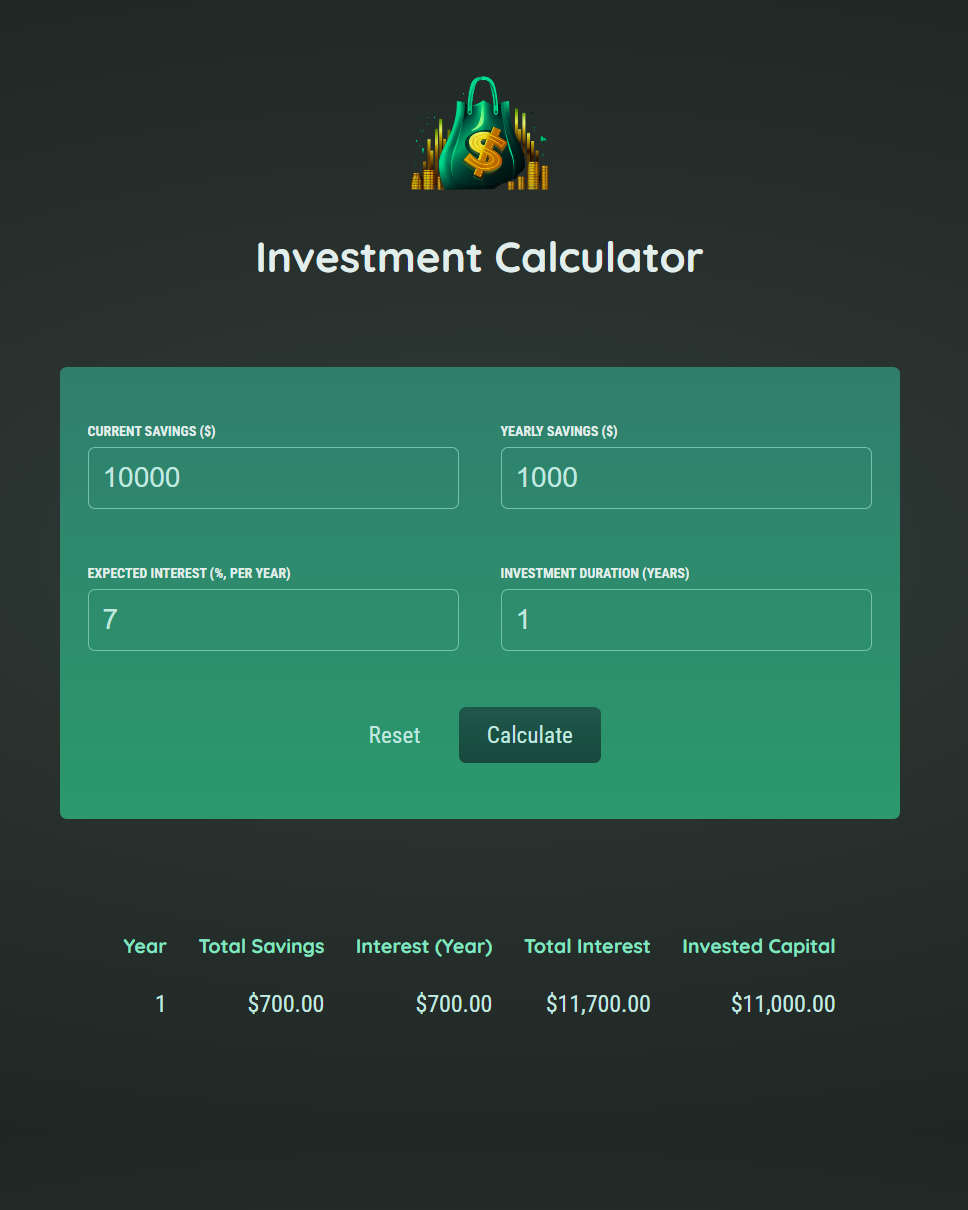 $
Investment Calculator
CURRENT SAVINGS ($) YEARLY SAVINGS ($)
10000 1000
EXPECTED INTEREST (%, PER YEAR) INVESTMENT DURATION (YEARS)
7 1
Reset Calculate
Year Total Savings Interest (Year) Total Interest Invested Capital
1 $700.00 $700.00 $11,700.00 $11,000.00